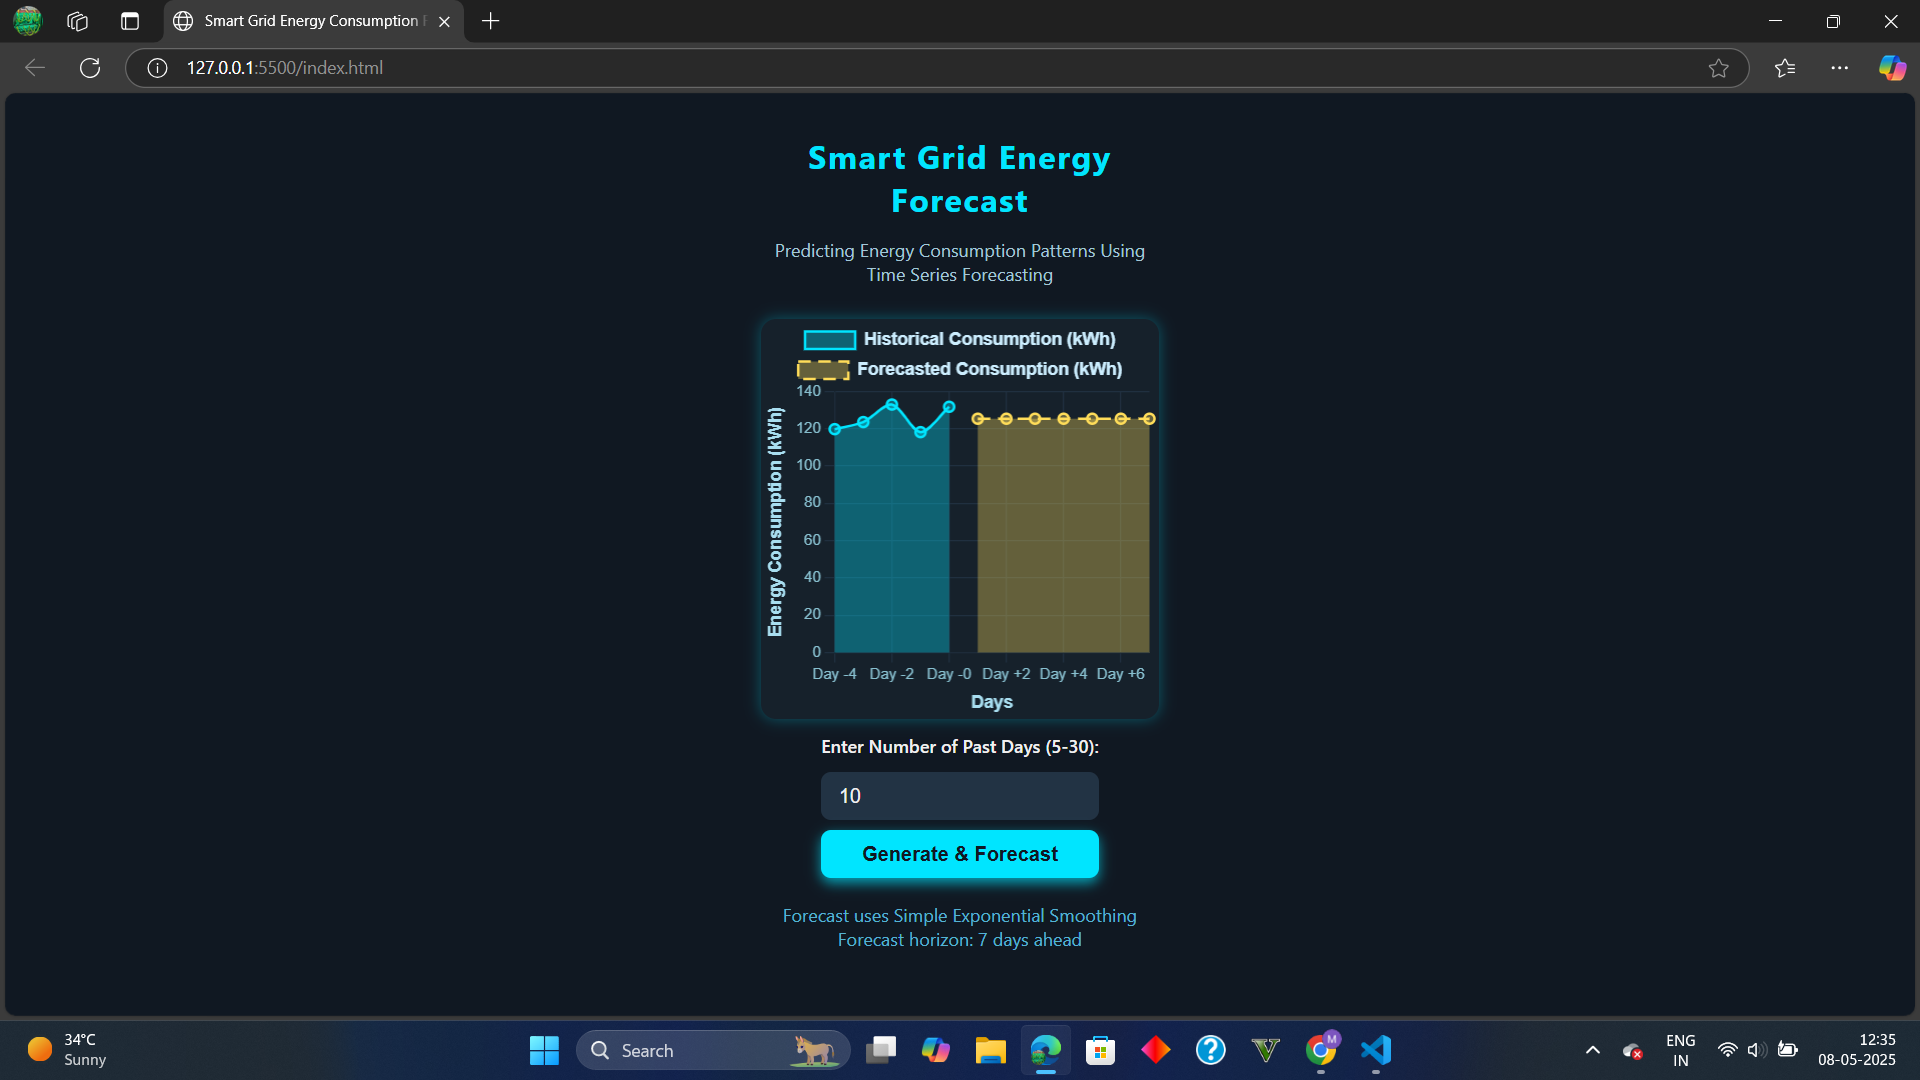 Smart Grid Energy Consumption F
127.0.0.1:5500/index.html
Smart Grid Energy
Forecast
Predicting Energy Consumption Patterns Using
Time Series Forecasting
Historical Consumption (kWh)
Forecasted Consumption (kWh)
Energy Consumption (kWh)
140
120
100
80
60
40
20
0
Day -4 Day -2 Day -0 Day +2 Day +4 Day +6
Days
Enter Number of Past Days (5-30):
10
Generate & Forecast
Forecast uses Simple Exponential Smoothing
Forecast horizon: 7 days ahead
34°C
Sunny
Search
M
ENG
IN
12:35
08-05-2025